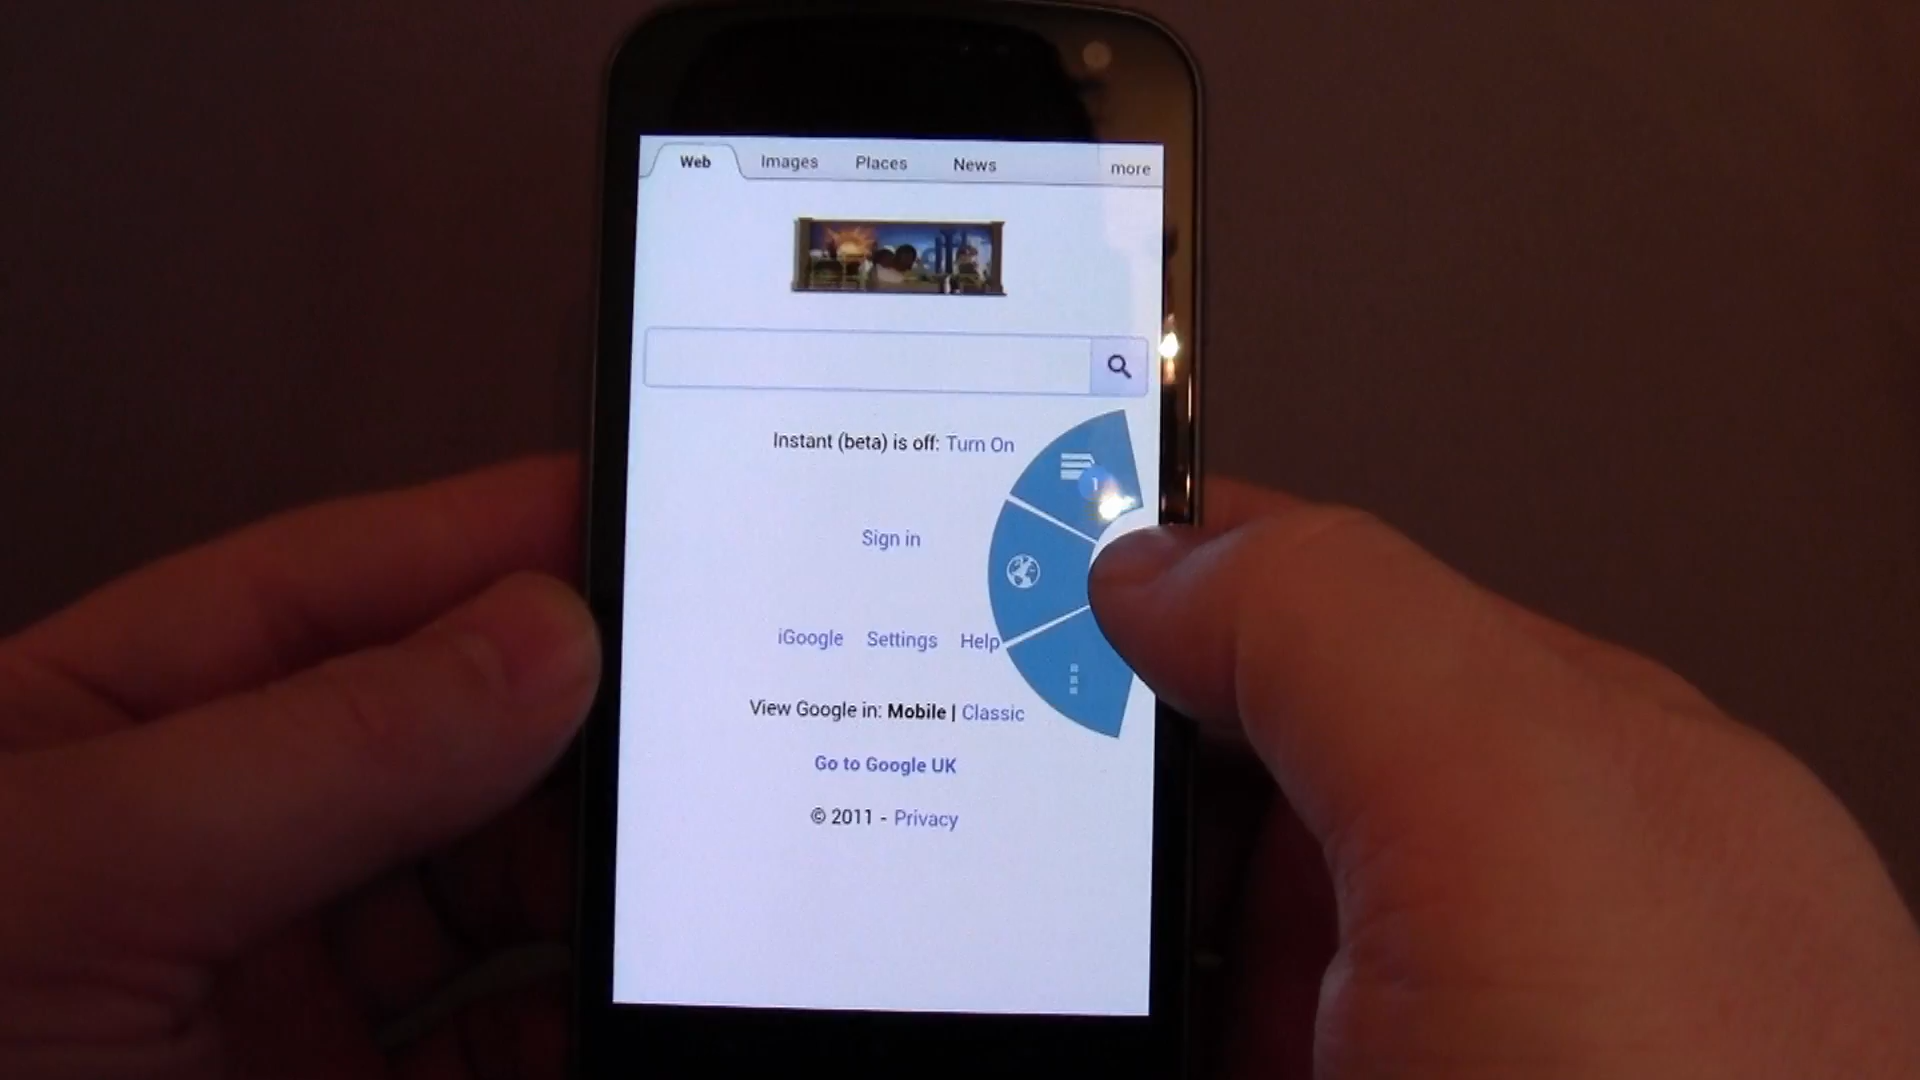 Web Images Places News more
Instant (beta) is off: Turn On
1
Sign in
iGoogle Settings Help
View Google in: Mobile | Classic
Go to Google UK
© 2011 - Privacy